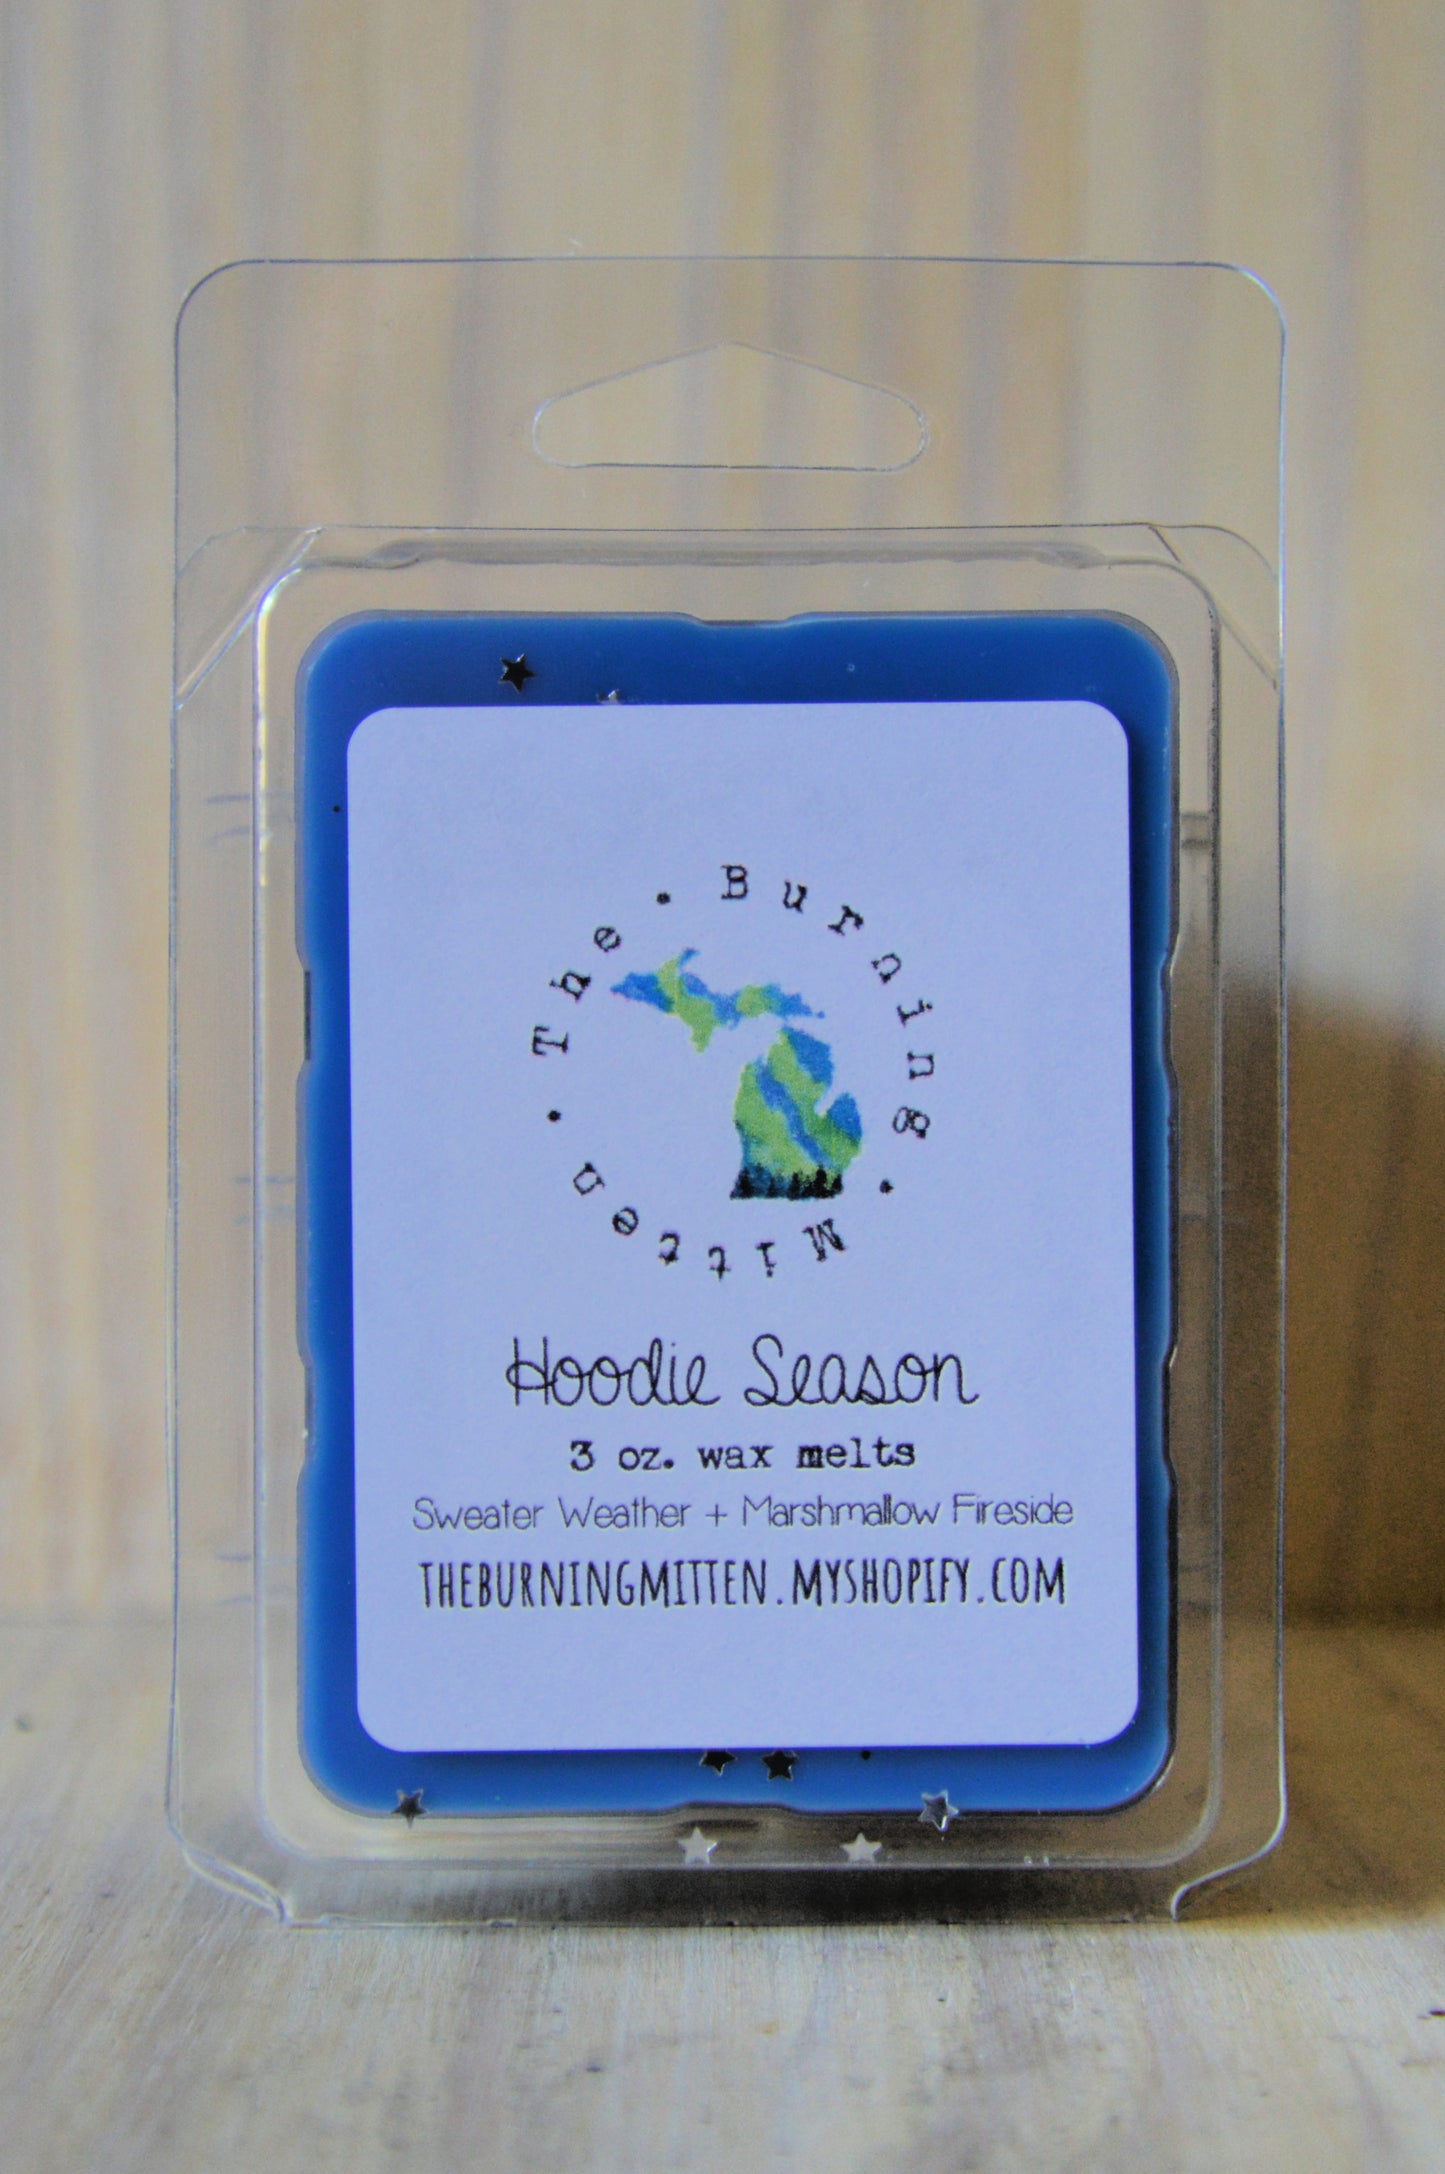 The • Burning • Mitten •
Hoodie Season
3 oz. wax melts
Sweater Weather + Marshmallow Fireside
THEBURNINGMITTEN.MYSHOPIFY.COM